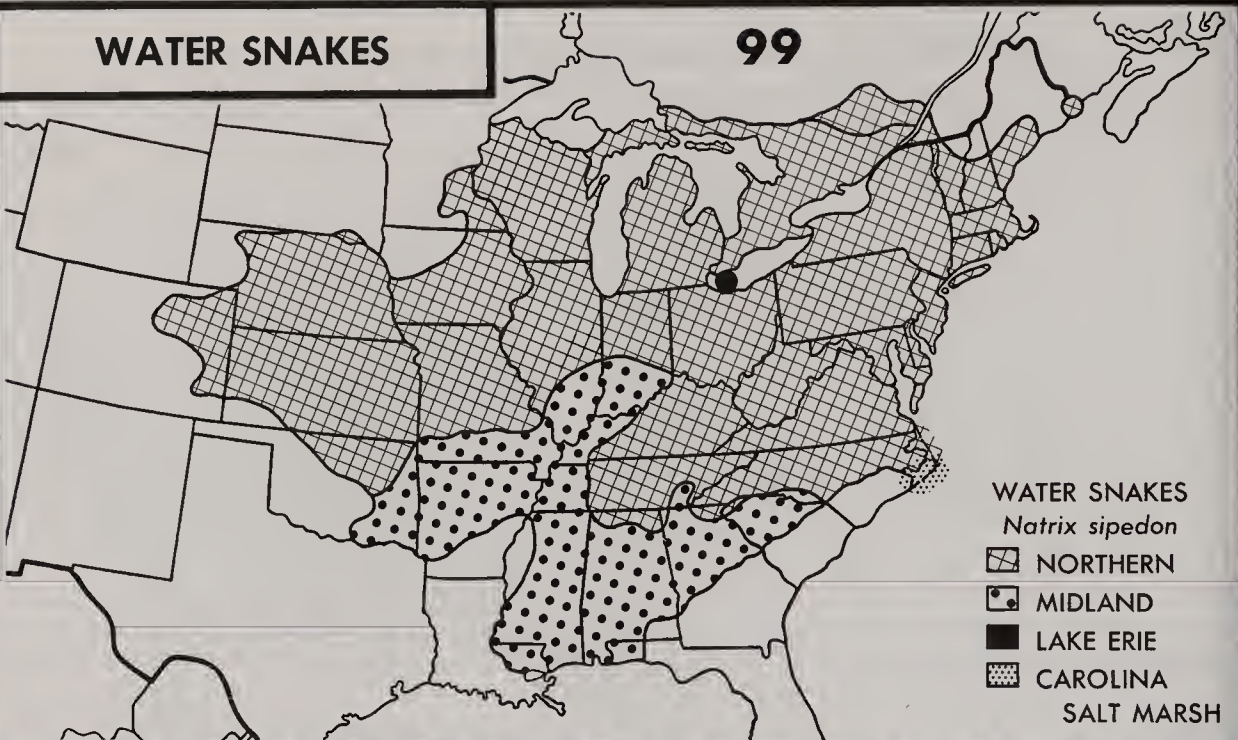 WATER SNAKES
99
WATER SNAKES
Natrix sipedon
NORTHERN
MIDLAND
LAKE ERIE
CAROLINA
SALT MARSH